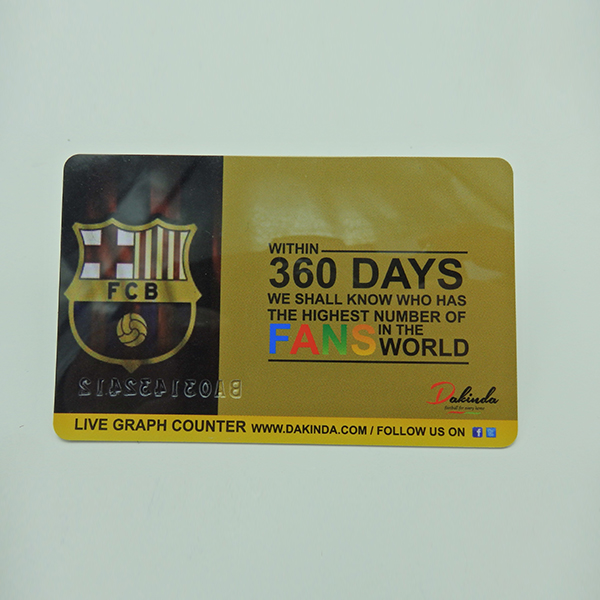 FCB
BA031432412
WITHIN
360 DAYS
WE SHALL KNOW WHO HAS
THE HIGHEST NUMBER OF
FANS IN THE
WORLD
Dakinda
LIVE GRAPH COUNTER WWW.DAKINDA.COM / FOLLOW US ON